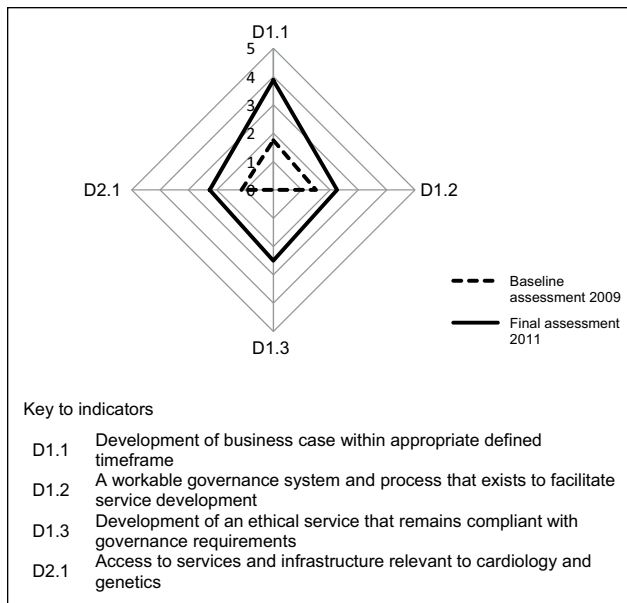 D1.1
5
4
3
2
1
0
D2.1
D1.2
D1.3
Baseline
assessment 2009
Final assessment
2011
Key to indicators
D1.1 Development of business case within appropriate defined
timeframe
D1.2 A workable governance system and process that exists to facilitate
service development
D1.3 Development of an ethical service that remains compliant with
governance requirements
D2.1 Access to services and infrastructure relevant to cardiology and
genetics